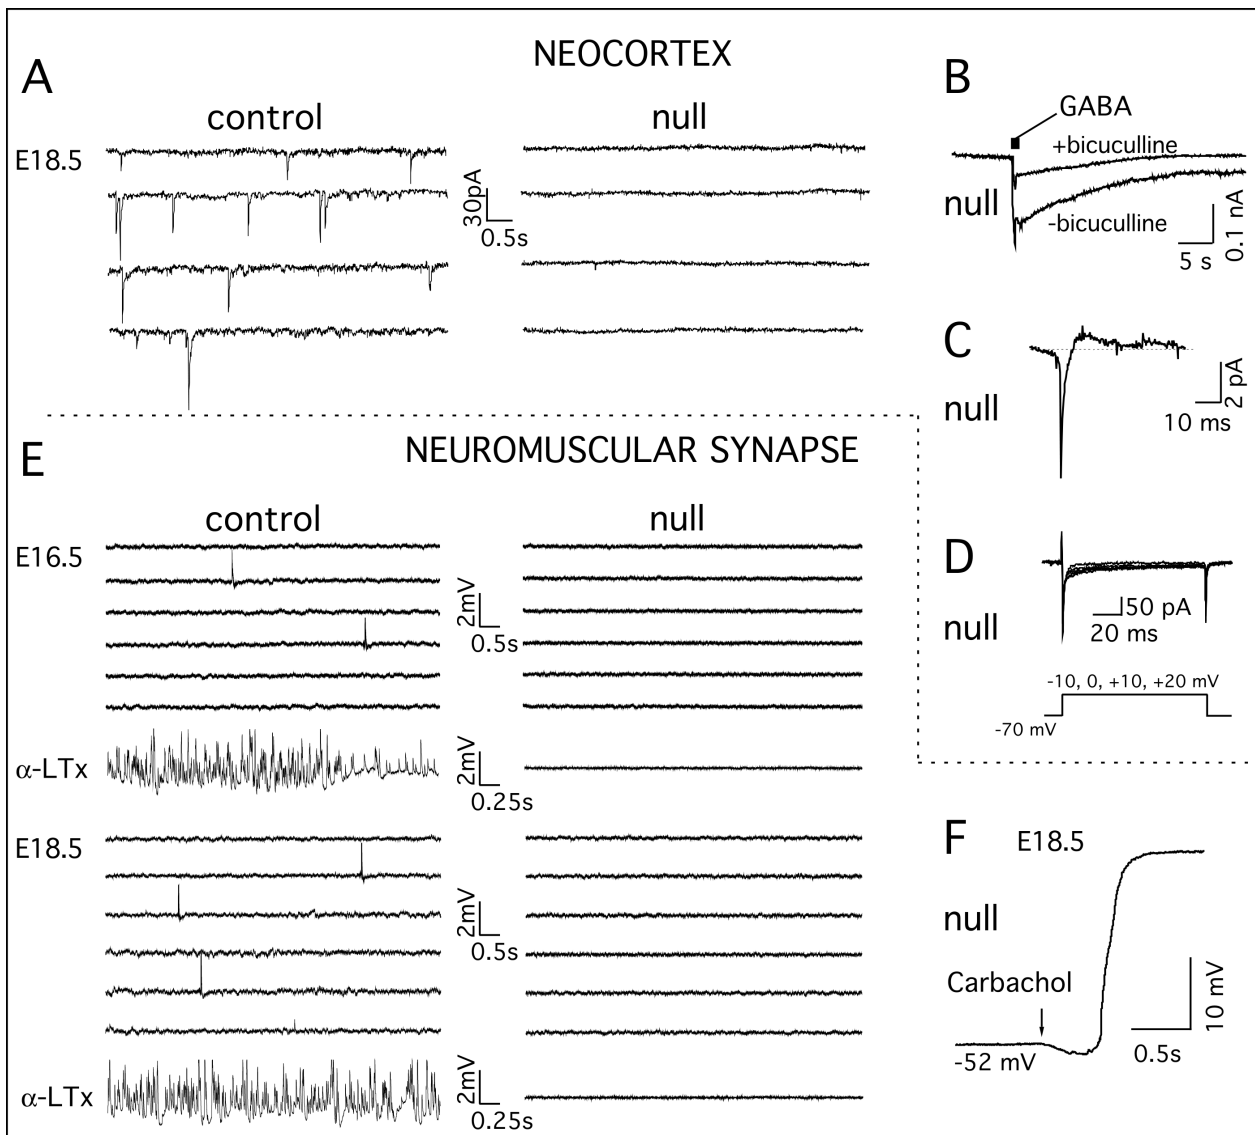 NEOCORTEX
A
control
null
E18.5
30pA
0.5s
B
GABA
+bicuculline
null
-bicuculline
0.1 nA
5 s
C
null
2 pA
10 ms
D
null
50 pA
20 ms
-10, 0, +10, +20 mV
-70 mV
E
NEUROMUSCULAR SYNAPSE
control
null
E16.5
2mV
0.5s
α-LTx
2mV
0.25s
E18.5
2mV
0.5s
α-LTx
2mV
0.25s
F
E18.5
null
Carbachol
-52 mV
10 mV
0.5s